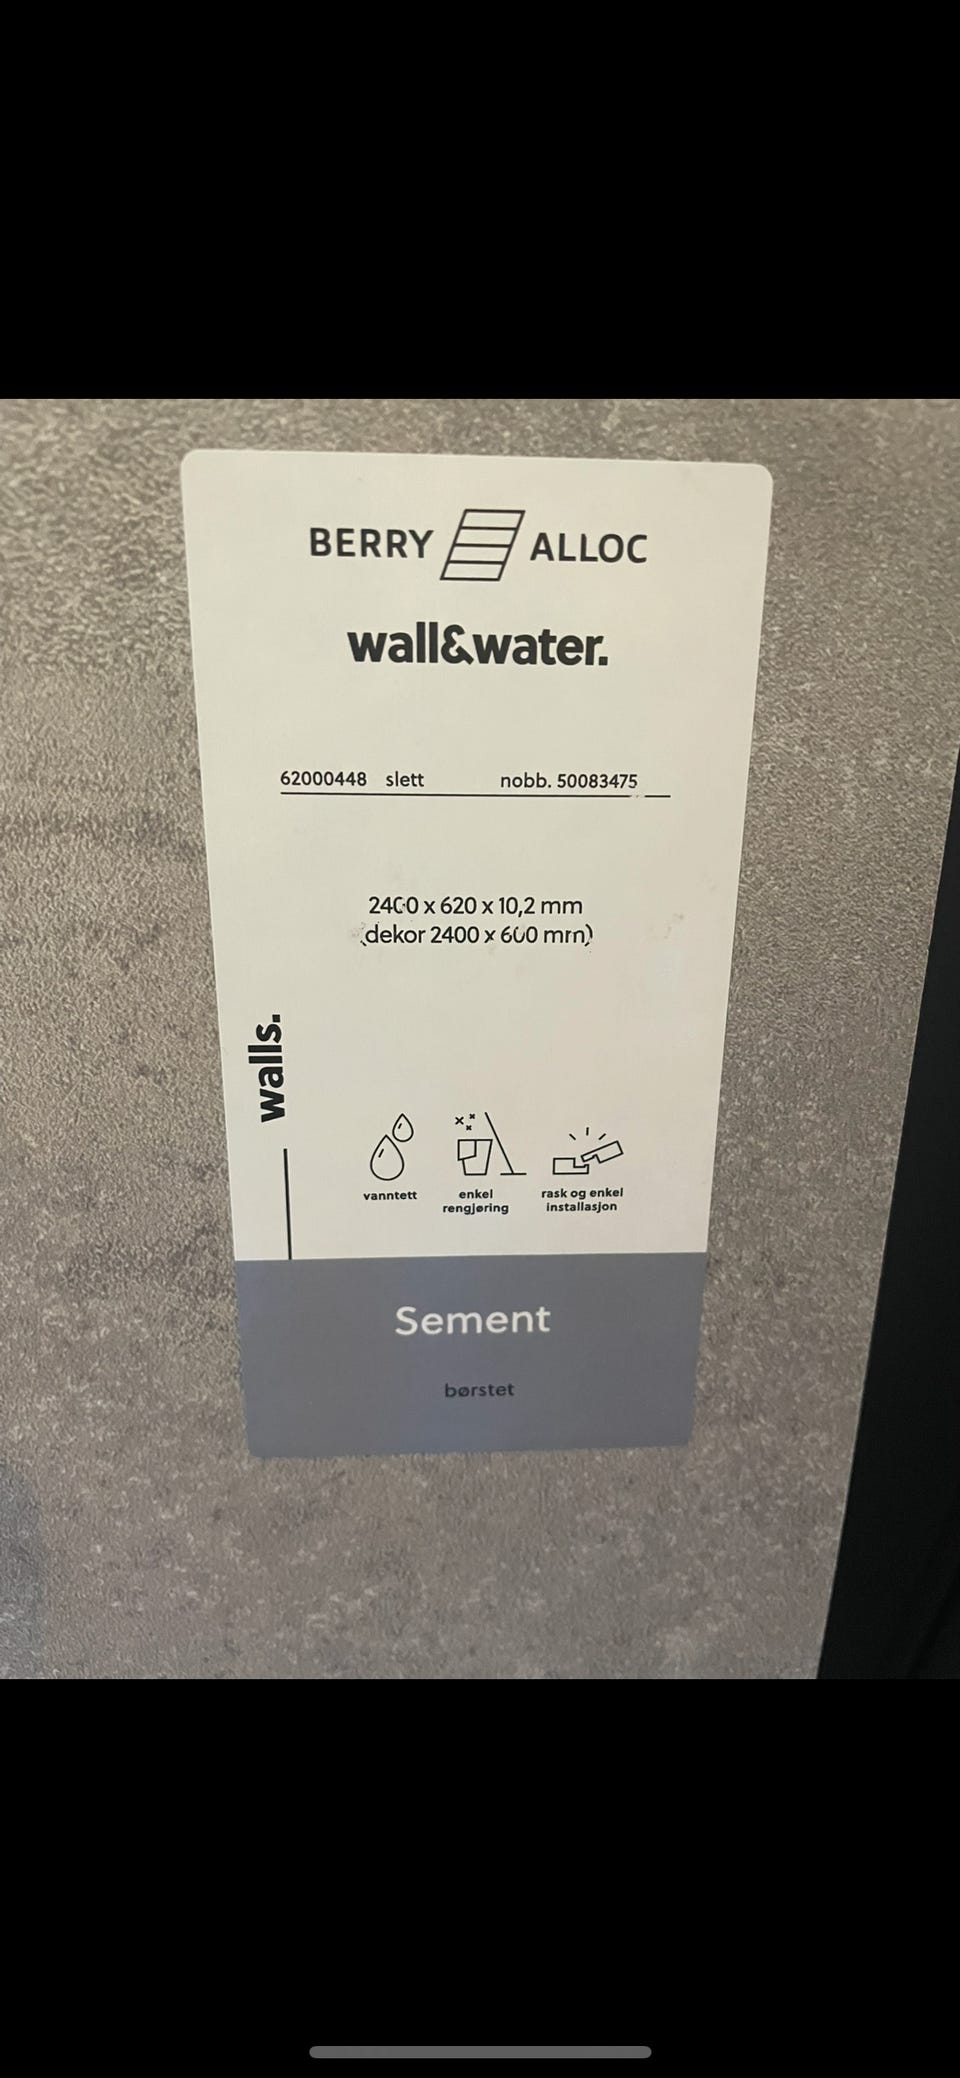 BERRY ALLOC
wall&water.
62000448 slett nobb. 50083475
2400 x 620 x 10,2 mm
(dekor 2400 x 600 mm)
walls.
vanntett
enkel
rengjøring
rask og enkel
installasjon
Sement
børstet